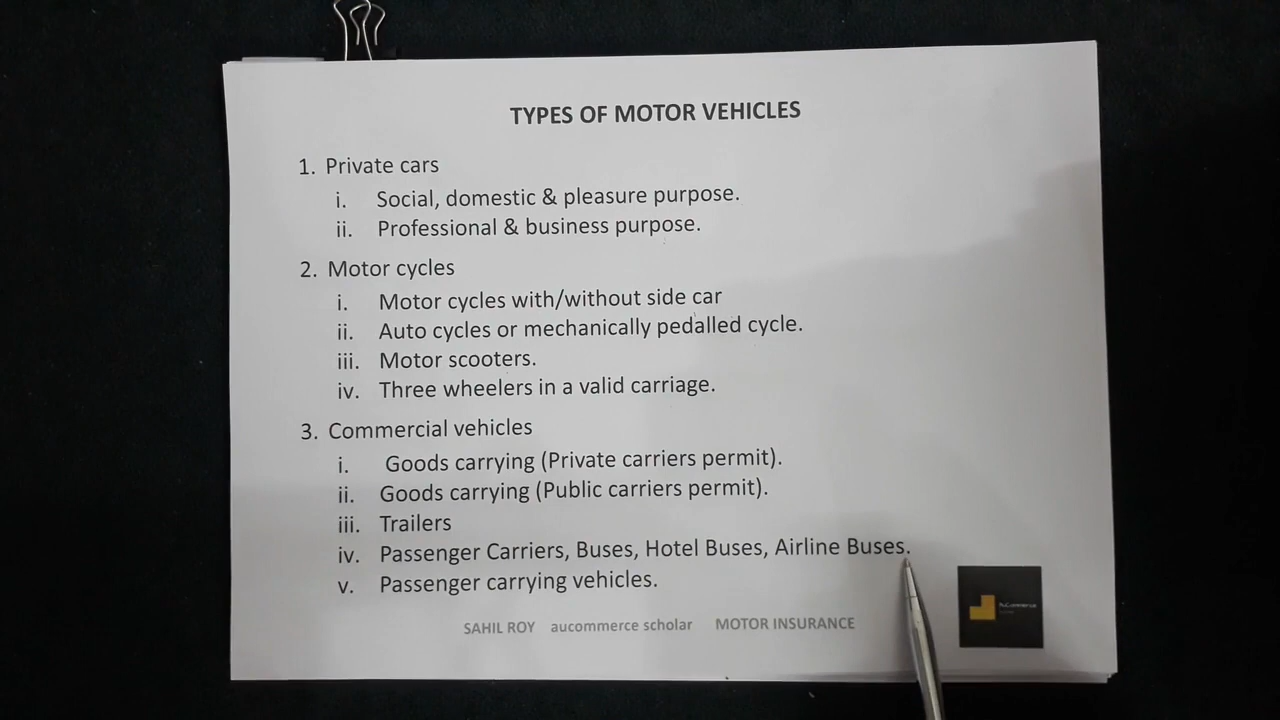 TYPES OF MOTOR VEHICLES
1. Private cars
i. Social, domestic & pleasure purpose.
ii. Professional & business purpose.
2. Motor cycles
i. Motor cycles with/without side car
ii. Auto cycles or mechanically pedalled cycle.
iii. Motor scooters.
iv. Three wheelers in a valid carriage.
3. Commercial vehicles
i. Goods carrying (Private carriers permit).
ii. Goods carrying (Public carriers permit).
iii. Trailers
iv. Passenger Carriers, Buses, Hotel Buses, Airline Buses.
v. Passenger carrying vehicles.
SAHIL ROY aucommerce scholar MOTOR INSURANCE